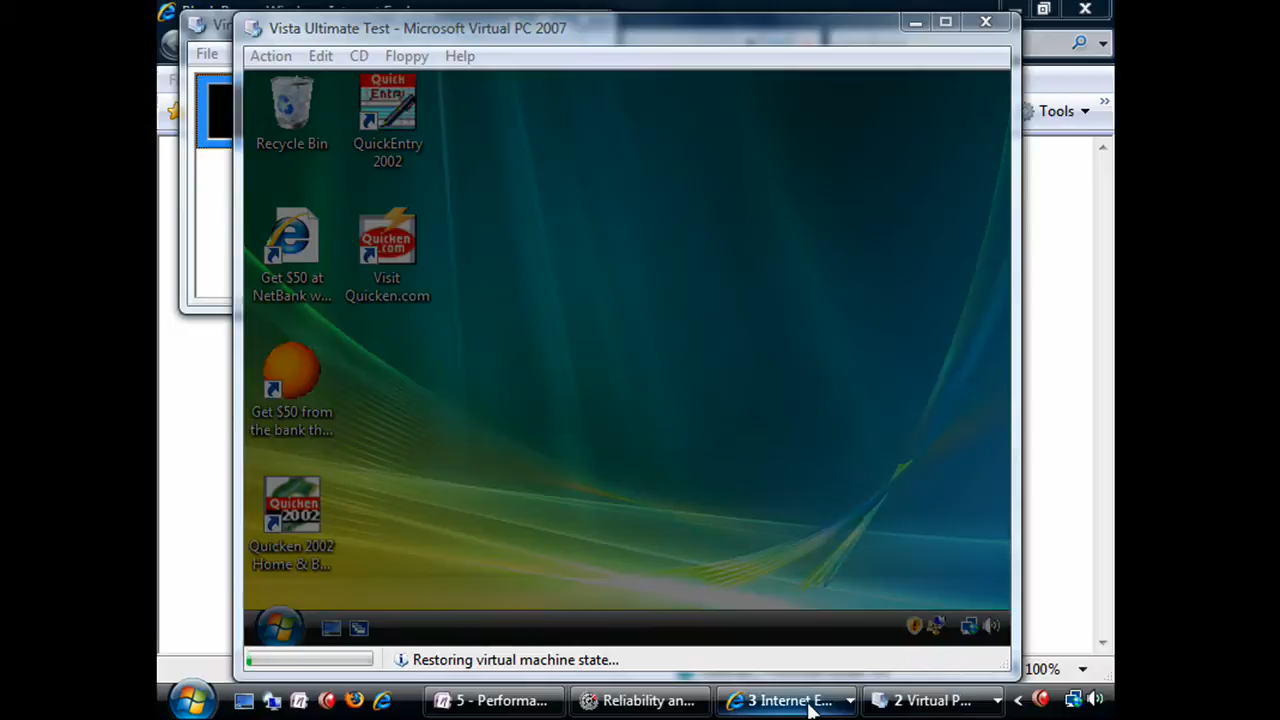 Vista Ultimate Test - Microsoft Virtual PC 2007
File
Action Edit CD Floppy Help
Tools
Recycle Bin
Quick
Entry
QuickEntry
2002
Get $50 at
NetBank w...
Quicken
.com
Visit
Quicken.com
Get $50 from
the bank th...
Quicken
2002
Quicken 2002
Home & B...
Restoring virtual machine state...
100%
5 - Performa...
Reliability an...
3 Internet E...
2 Virtual P...